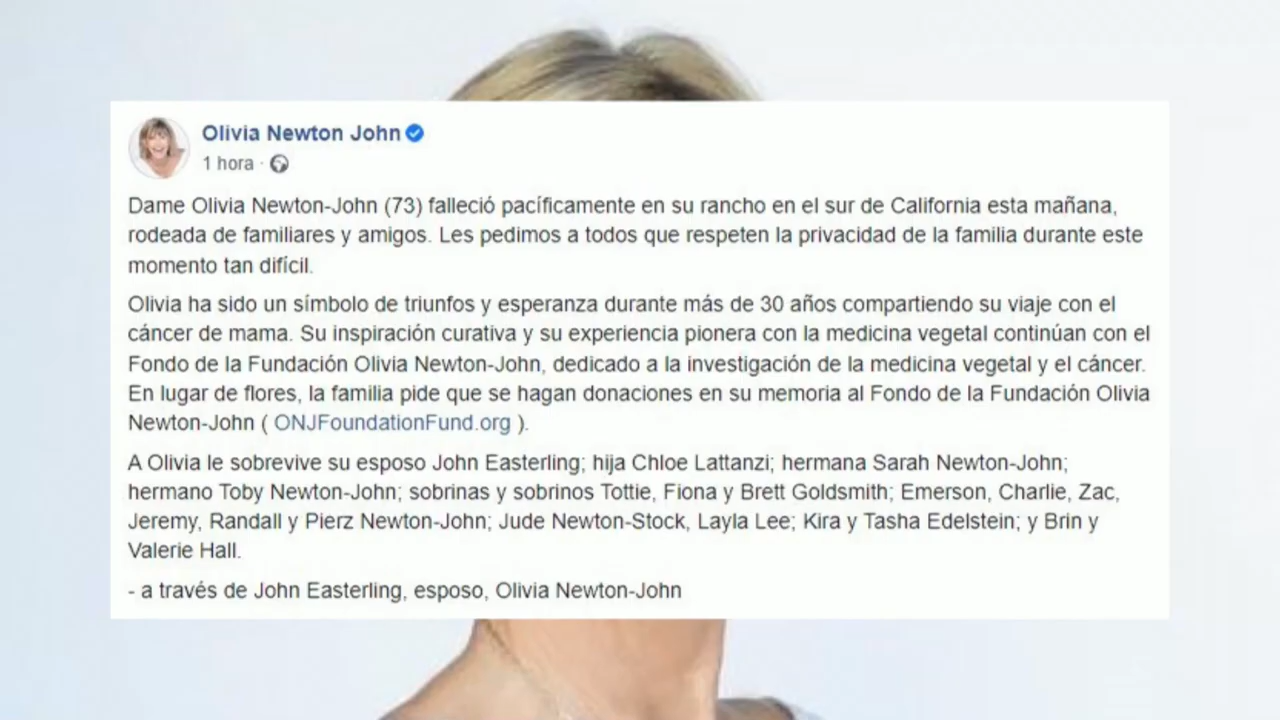 Olivia Newton John
1 hora ·
Dame Olivia Newton-John (73) falleció pacíficamente en su rancho en el sur de California esta mañana,
rodeada de familiares y amigos. Les pedimos a todos que respeten la privacidad de la familia durante este
momento tan difícil.
Olivia ha sido un símbolo de triunfos y esperanza durante más de 30 años compartiendo su viaje con el
cáncer de mama. Su inspiración curativa y su experiencia pionera con la medicina vegetal continúan con el
Fondo de la Fundación Olivia Newton-John, dedicado a la investigación de la medicina vegetal y el cáncer.
En lugar de flores, la familia pide que se hagan donaciones en su memoria al Fondo de la Fundación Olivia
Newton-John ( ONJFoundationFund.org ).
A Olivia le sobrevive su esposo John Easterling; hija Chloe Lattanzi; hermana Sarah Newton-John;
hermano Toby Newton-John; sobrinas y sobrinos Tottie, Fiona y Brett Goldsmith; Emerson, Charlie, Zac,
Jeremy, Randall y Pierz Newton-John; Jude Newton-Stock, Layla Lee; Kira y Tasha Edelstein; y Brin y
Valerie Hall.
- a través de John Easterling, esposo, Olivia Newton-John